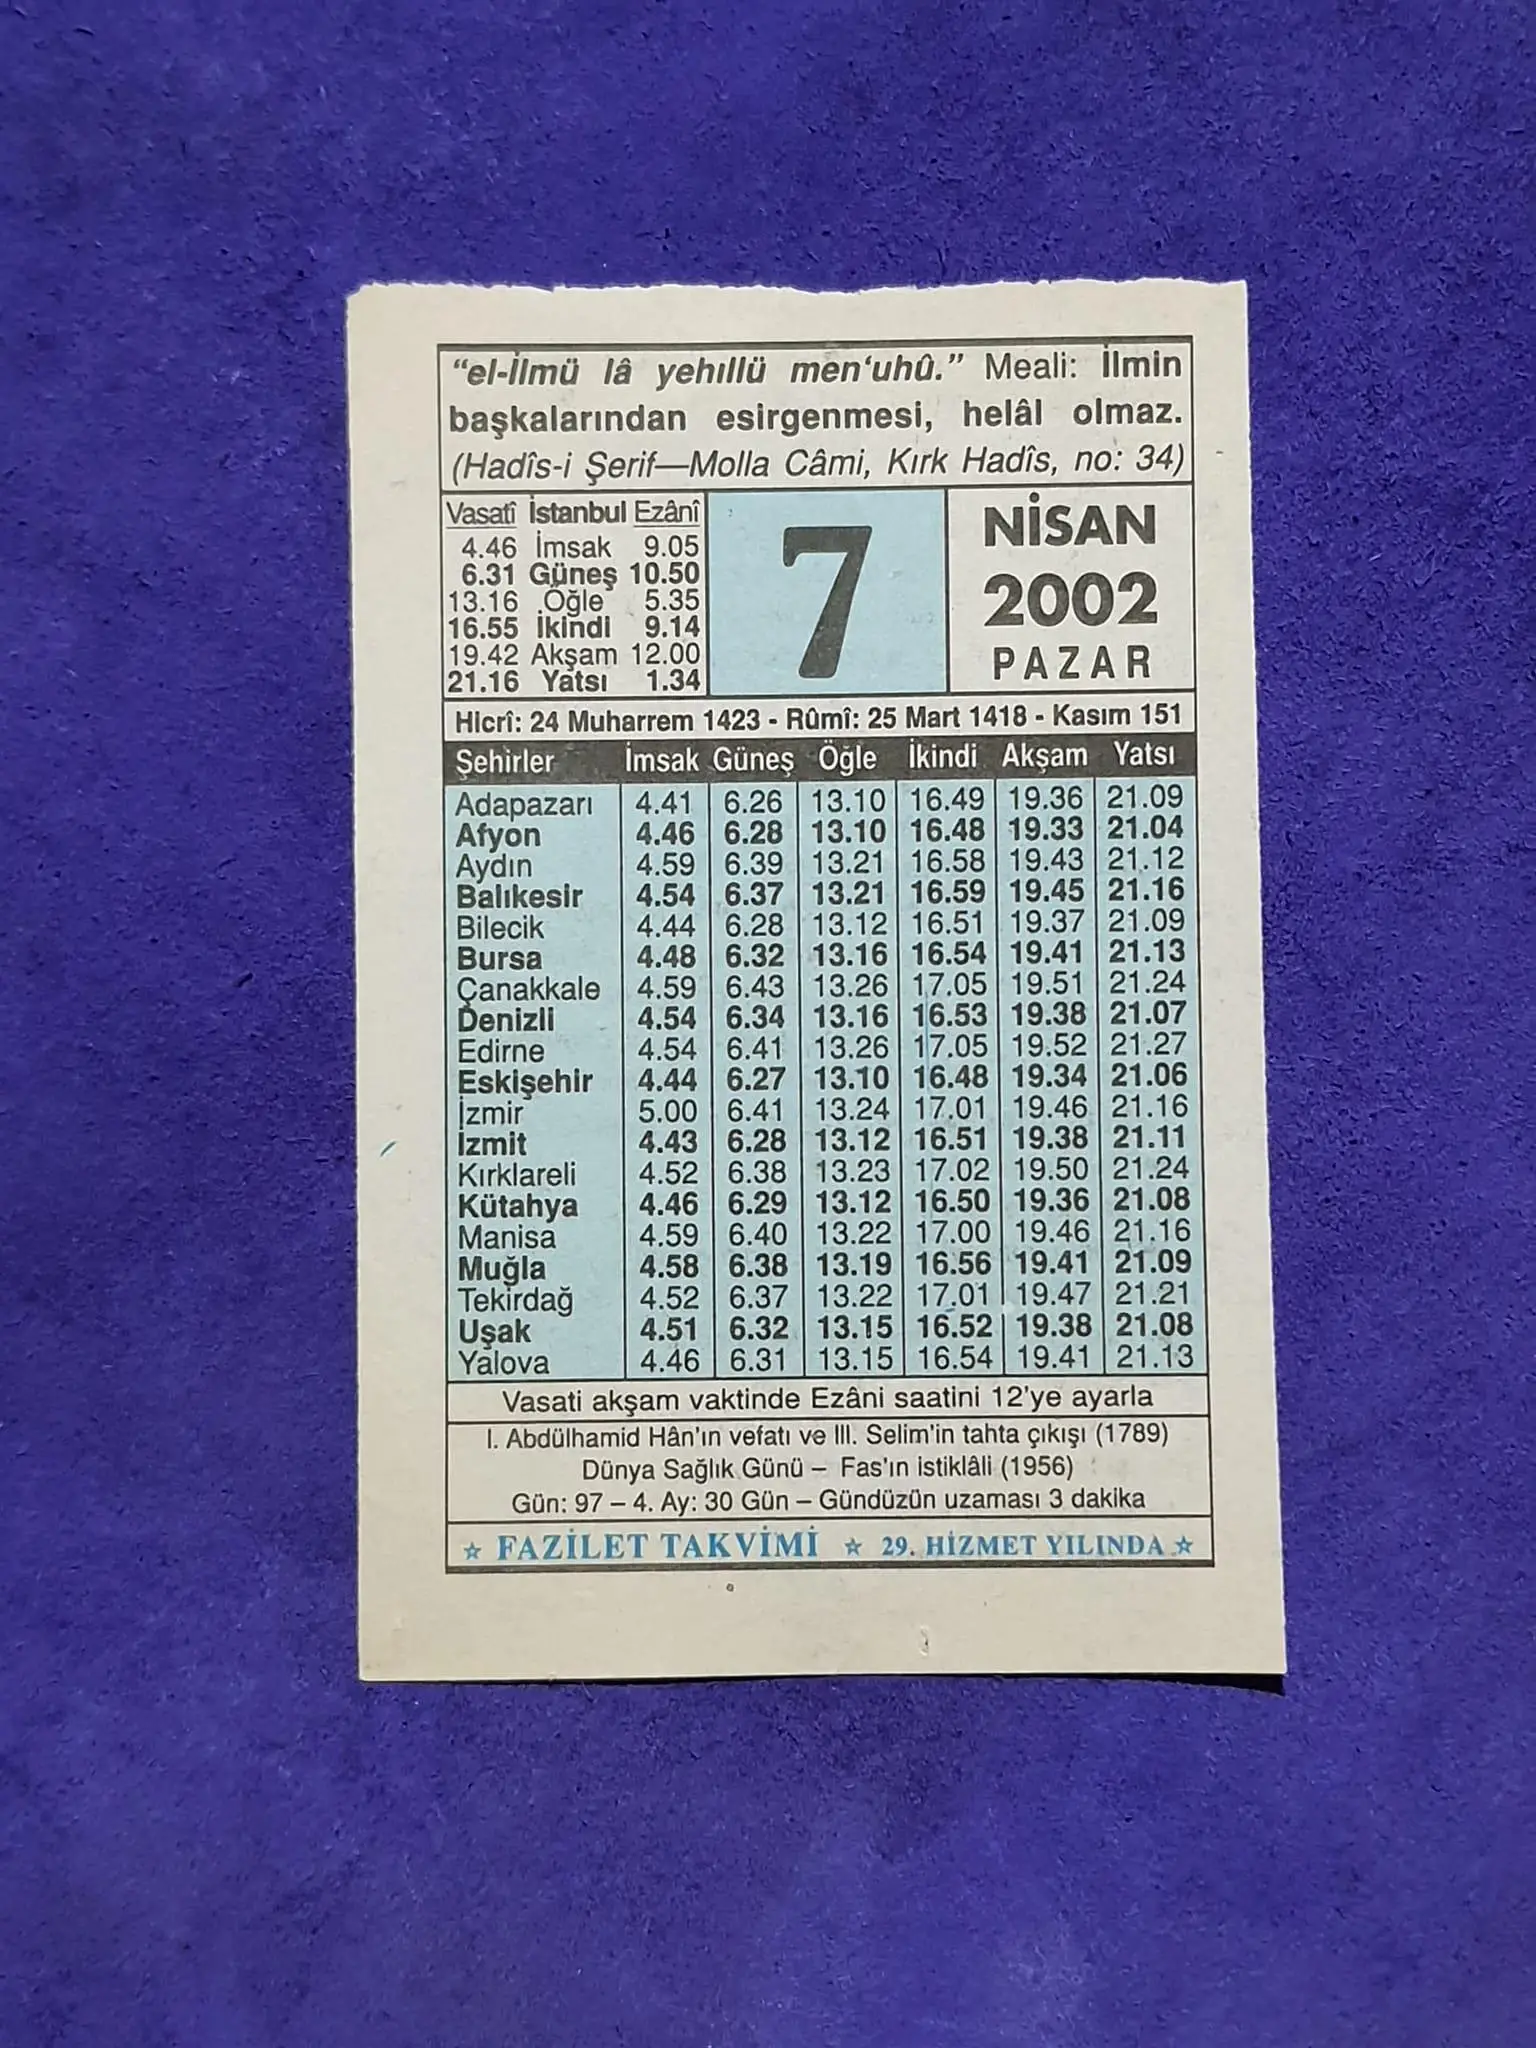 “el-İlmü lâ yehıllü men‘uhû.” Meali: İlmin
başkalarından esirgenmesi, helâl olmaz.
(Hadîs-i Şerif—Molla Câmi, Kırk Hadîs, no: 34)
Vasatî İstanbul Ezânî
4.46 İmsak 9.05
6.31 Güneş 10.50
13.16 Öğle 5.35
16.55 İkindi 9.14
19.42 Akşam 12.00
21.16 Yatsı 1.34
7
NİSAN
2002
PAZAR
Hicrî: 24 Muharrem 1423 - Rûmî: 25 Mart 1418 - Kasım 151
Şehirler İmsak Güneş Öğle İkindi Akşam Yatsı
Adapazarı 4.41 6.26 13.10 16.49 19.36 21.09
Afyon 4.46 6.28 13.10 16.48 19.33 21.04
Aydın 4.59 6.39 13.21 16.58 19.43 21.12
Balıkesir 4.54 6.37 13.21 16.59 19.45 21.16
Bilecik 4.44 6.28 13.12 16.51 19.37 21.09
Bursa 4.48 6.32 13.16 16.54 19.41 21.13
Çanakkale 4.59 6.43 13.26 17.05 19.51 21.24
Denizli 4.54 6.34 13.16 16.53 19.38 21.07
Edirne 4.54 6.41 13.26 17.05 19.52 21.27
Eskişehir 4.44 6.27 13.10 16.48 19.34 21.06
İzmir 5.00 6.41 13.24 17.01 19.46 21.16
İzmit 4.43 6.28 13.12 16.51 19.38 21.11
Kırklareli 4.52 6.38 13.23 17.02 19.50 21.24
Kütahya 4.46 6.29 13.12 16.50 19.36 21.08
Manisa 4.59 6.40 13.22 17.00 19.46 21.16
Muğla 4.58 6.38 13.19 16.56 19.41 21.09
Tekirdağ 4.52 6.37 13.22 17.01 19.47 21.21
Uşak 4.51 6.32 13.15 16.52 19.38 21.08
Yalova 4.46 6.31 13.15 16.54 19.41 21.13
Vasati akşam vaktinde Ezâni saatini 12’ye ayarla
I. Abdülhamid Hân’ın vefatı ve III. Selim’in tahta çıkışı (1789)
Dünya Sağlık Günü – Fas’ın istiklâli (1956)
Gün: 97 – 4. Ay: 30 Gün – Gündüzün uzaması 3 dakika
☆ FAZİLET TAKVİMİ ☆ 29. HİZMET YILINDA ☆